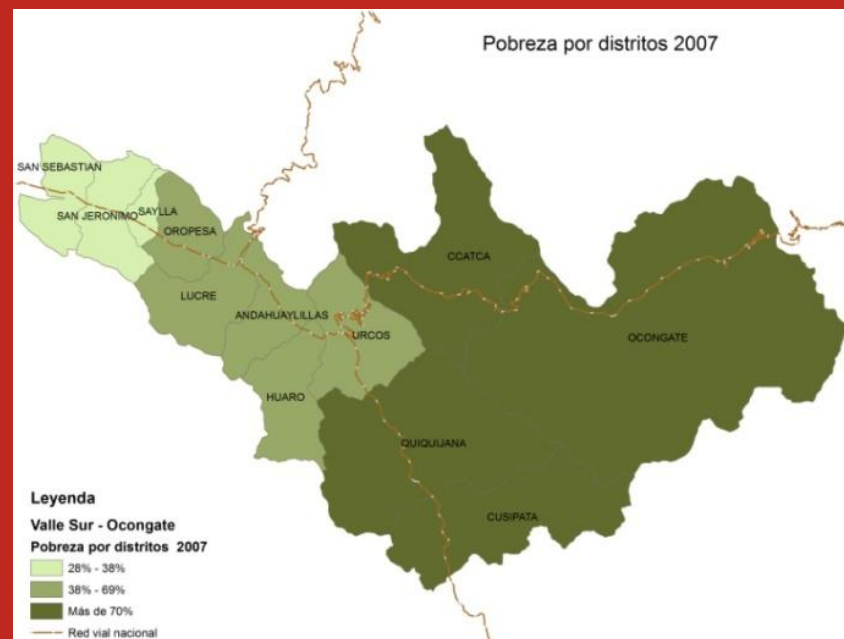 Pobreza por distritos 2007
SAN SEBASTIAN
SAN JERONIMO
SAYLLA
OROPESA
LUCRE
ANDAHUAYLILLAS
URCOS
HUARO
CCATCA
OCONGATE
QUIQUIJANA
CUSIPATA
Leyenda
Valle Sur - Ocongate
Pobreza por distritos 2007
28% - 38%
38% - 69%
Más de 70%
Red vial nacional